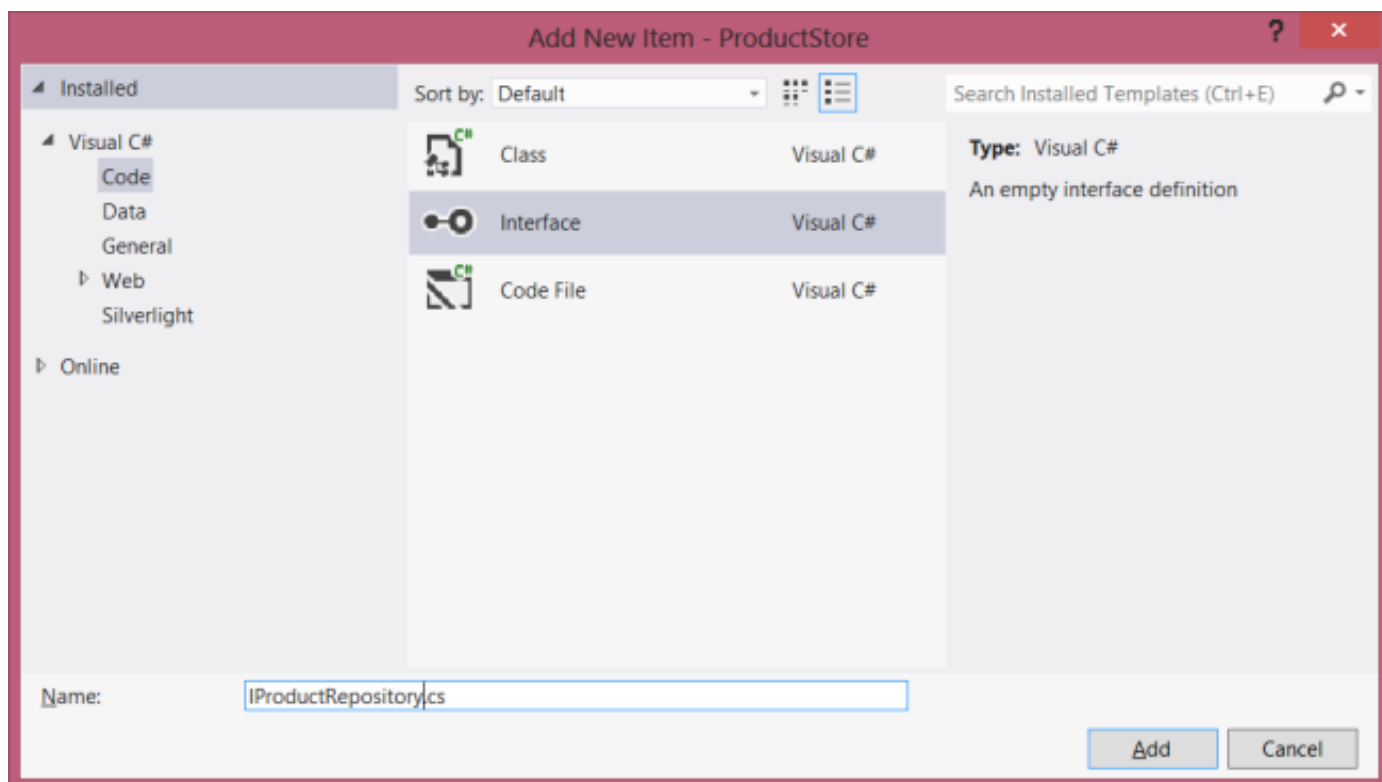 Add New Item - ProductStore
? ×
Installed
Sort by: Default
Search Installed Templates (Ctrl+E)
Visual C#
Code
Data
General
Web
Silverlight
Online
C# Class Visual C#
Interface Visual C#
C# Code File Visual C#
Type: Visual C#
An empty interface definition
Name: IProductRepository.cs
Add Cancel